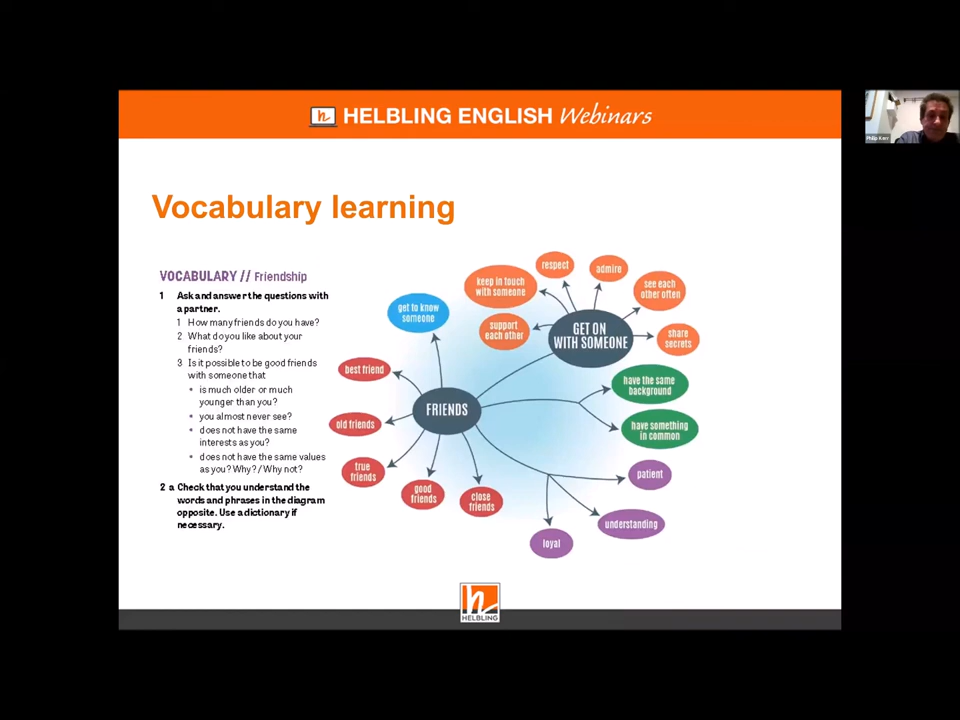 HELBLING ENGLISH Webinars
Philip Kerr
Vocabulary learning
VOCABULARY // Friendship
1 Ask and answer the questions with
a partner.
1 How many friends do you have?
2 What do you like about your
friends?
3 Is it possible to be good friends
with someone that
• is much older or much
younger than you?
• you almost never see?
• does not have the same
interests as you?
• does not have the same values
as you? Why? / Why not?
2 a Check that you understand the
words and phrases in the diagram
opposite. Use a dictionary if
necessary.
respect
admire
keep in touch
with someone
see each
other often
get to know
someone
support
each other
GET ON
WITH SOMEONE
share
secrets
best friend
have the same
background
FRIENDS
old friends
have something
in common
true
friends
patient
good
friends
close
friends
understanding
loyal
h
HELBLING